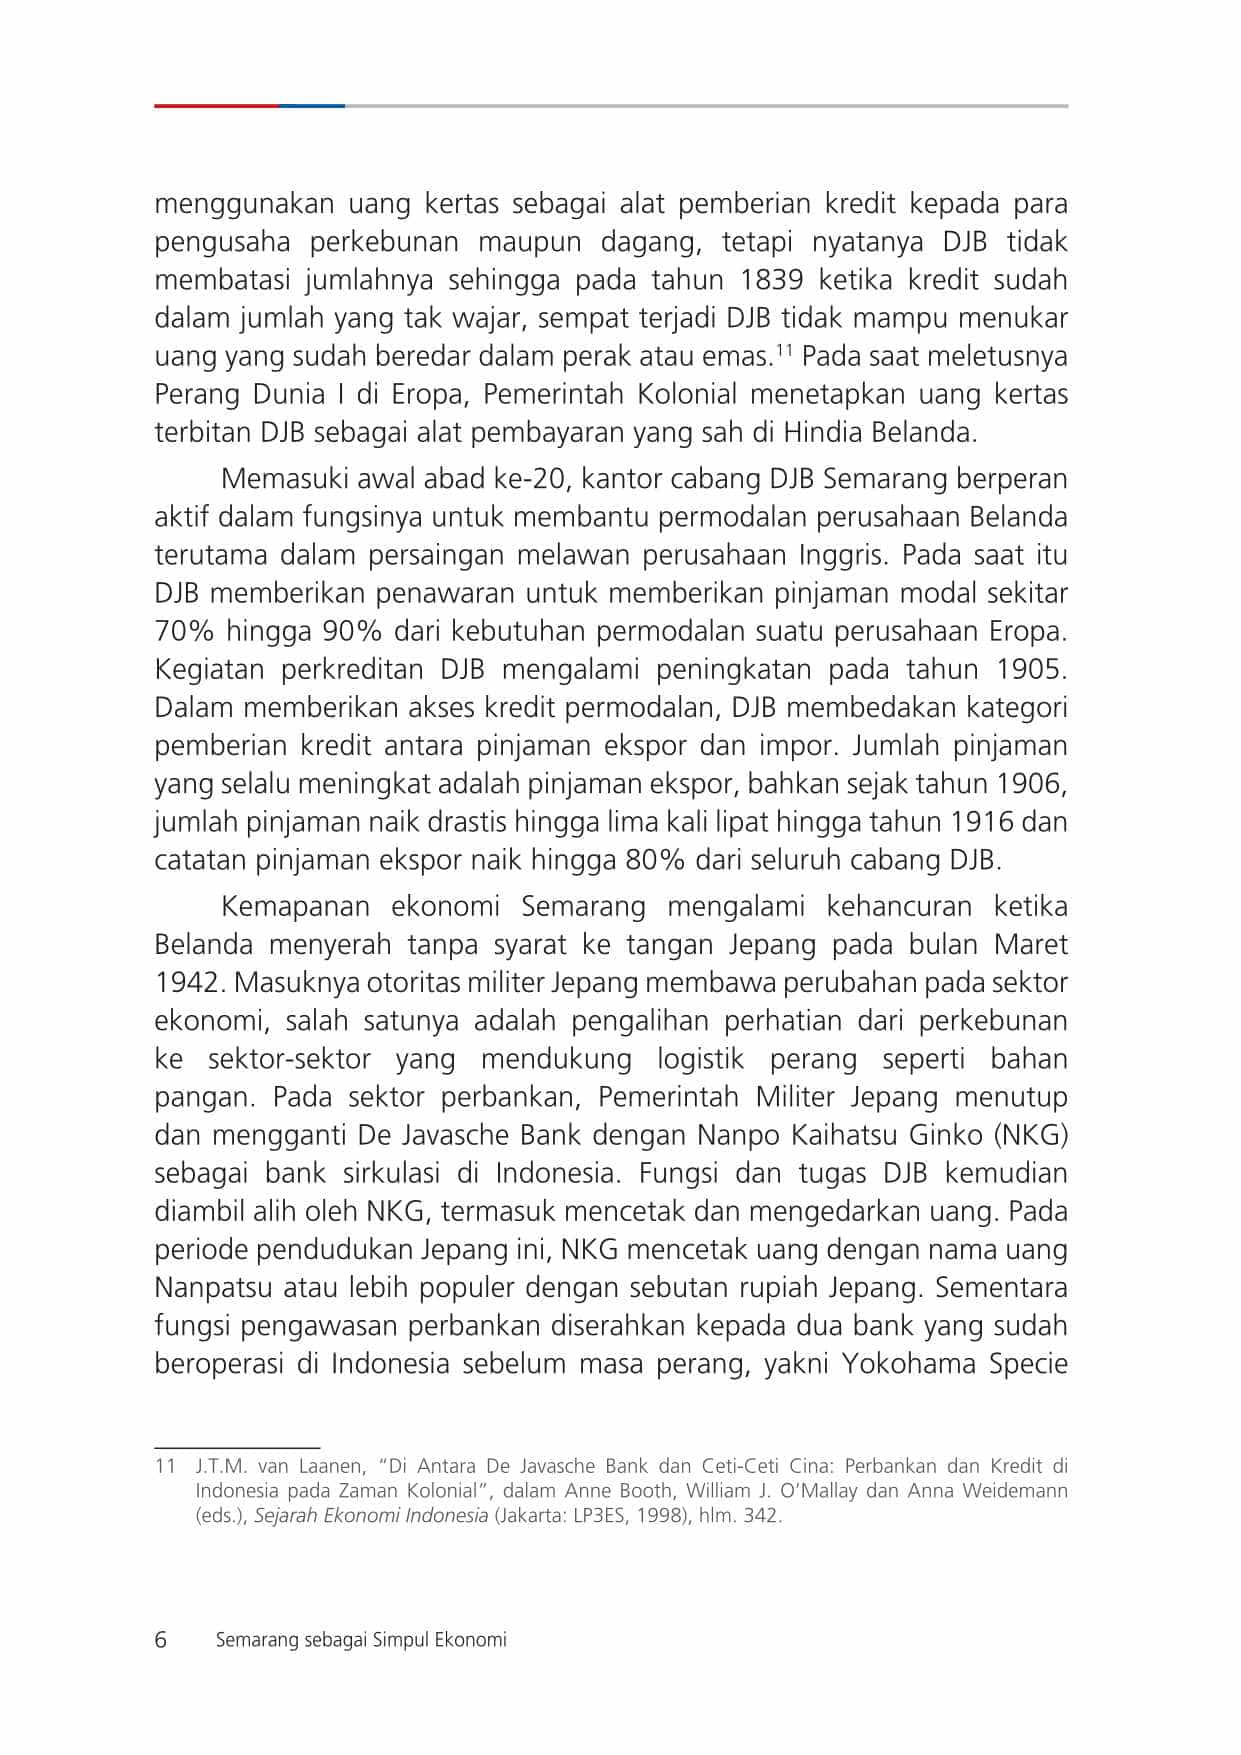 menggunakan uang kertas sebagai alat pemberian kredit kepada para
pengusaha perkebunan maupun dagang, tetapi nyatanya DJB tidak
membatasi jumlahnya sehingga pada tahun 1839 ketika kredit sudah
dalam jumlah yang tak wajar, sempat terjadi DJB tidak mampu menukar
uang yang sudah beredar dalam perak atau emas.¹¹ Pada saat meletusnya
Perang Dunia I di Eropa, Pemerintah Kolonial menetapkan uang kertas
terbitan DJB sebagai alat pembayaran yang sah di Hindia Belanda.
Memasuki awal abad ke-20, kantor cabang DJB Semarang berperan
aktif dalam fungsinya untuk membantu permodalan perusahaan Belanda
terutama dalam persaingan melawan perusahaan Inggris. Pada saat itu
DJB memberikan penawaran untuk memberikan pinjaman modal sekitar
70% hingga 90% dari kebutuhan permodalan suatu perusahaan Eropa.
Kegiatan perkreditan DJB mengalami peningkatan pada tahun 1905.
Dalam memberikan akses kredit permodalan, DJB membedakan kategori
pemberian kredit antara pinjaman ekspor dan impor. Jumlah pinjaman
yang selalu meningkat adalah pinjaman ekspor, bahkan sejak tahun 1906,
jumlah pinjaman naik drastis hingga lima kali lipat hingga tahun 1916 dan
catatan pinjaman ekspor naik hingga 80% dari seluruh cabang DJB.
Kemapanan ekonomi Semarang mengalami kehancuran ketika
Belanda menyerah tanpa syarat ke tangan Jepang pada bulan Maret
1942. Masuknya otoritas militer Jepang membawa perubahan pada sektor
ekonomi, salah satunya adalah pengalihan perhatian dari perkebunan
ke sektor-sektor yang mendukung logistik perang seperti bahan
pangan. Pada sektor perbankan, Pemerintah Militer Jepang menutup
dan mengganti De Javasche Bank dengan Nanpo Kaihatsu Ginko (NKG)
sebagai bank sirkulasi di Indonesia. Fungsi dan tugas DJB kemudian
diambil alih oleh NKG, termasuk mencetak dan mengedarkan uang. Pada
periode pendudukan Jepang ini, NKG mencetak uang dengan nama uang
Nanpatsu atau lebih populer dengan sebutan rupiah Jepang. Sementara
fungsi pengawasan perbankan diserahkan kepada dua bank yang sudah
beroperasi di Indonesia sebelum masa perang, yakni Yokohama Specie
11 J.T.M. van Laanen, “Di Antara De Javasche Bank dan Ceti-Ceti Cina: Perbankan dan Kredit di
Indonesia pada Zaman Kolonial”, dalam Anne Booth, William J. O’Mallay dan Anna Weidemann
(eds.), Sejarah Ekonomi Indonesia (Jakarta: LP3ES, 1998), hlm. 342.
6 Semarang sebagai Simpul Ekonomi